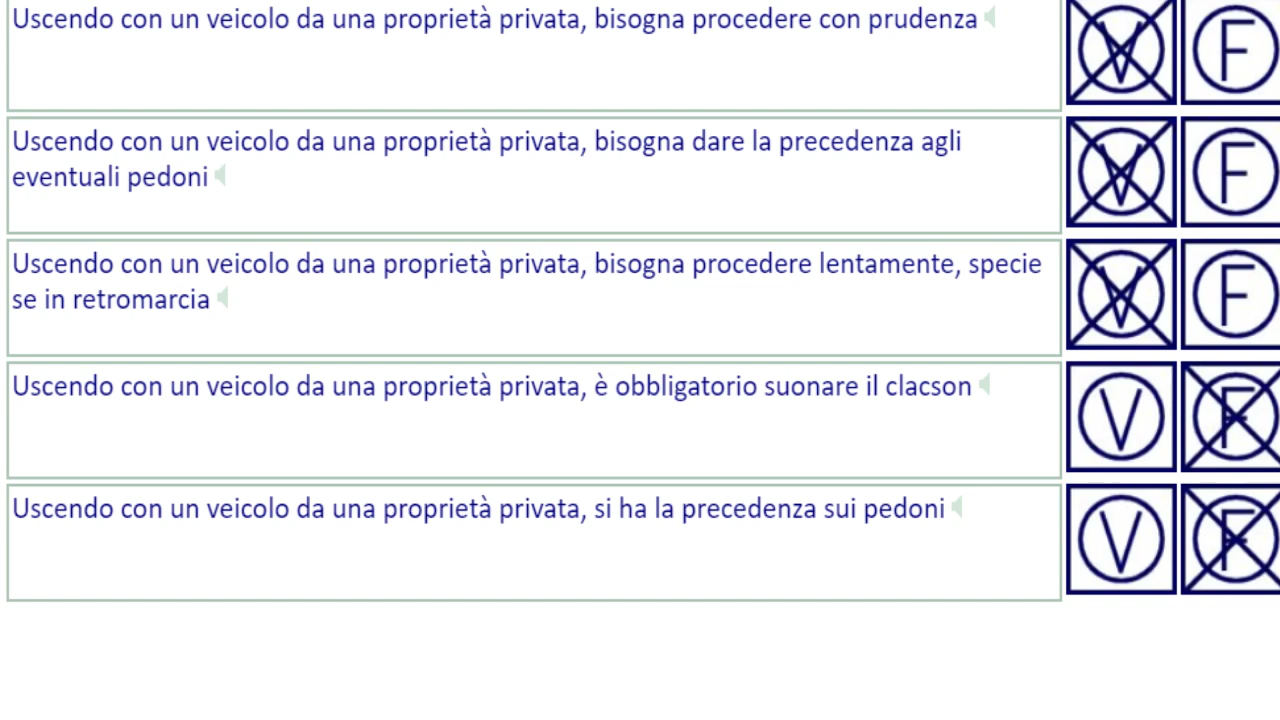 Uscendo con un veicolo da una proprietà privata, bisogna procedere con prudenza
V F
Uscendo con un veicolo da una proprietà privata, bisogna dare la precedenza agli
eventuali pedoni
V F
Uscendo con un veicolo da una proprietà privata, bisogna procedere lentamente, specie
se in retromarcia
V F
Uscendo con un veicolo da una proprietà privata, è obbligatorio suonare il clacson
V F
Uscendo con un veicolo da una proprietà privata, si ha la precedenza sui pedoni
V F